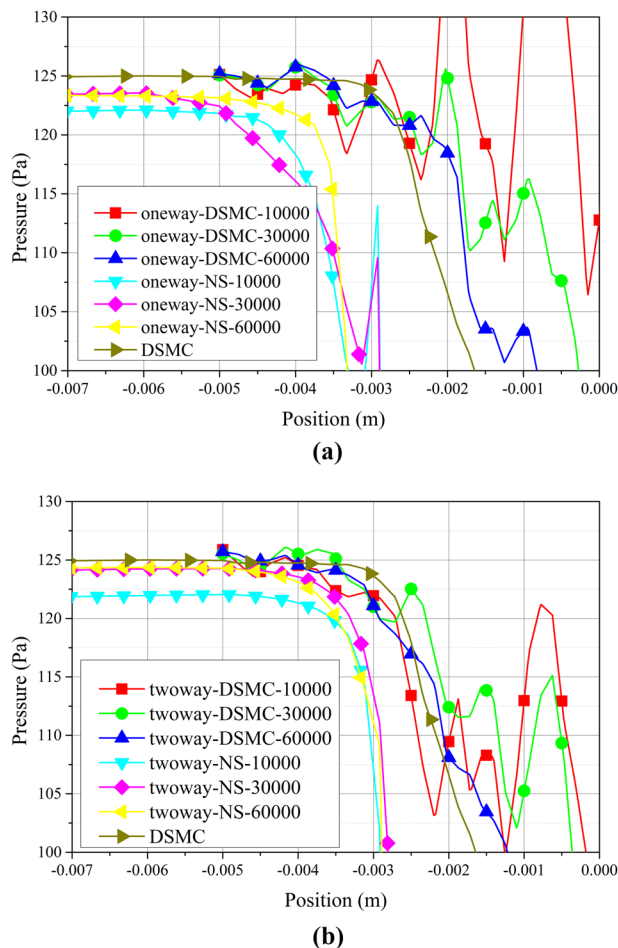 130
125
120
115
110
105
100
Pressure (Pa)
oneway-DSMC-10000
oneway-DSMC-30000
oneway-DSMC-60000
oneway-NS-10000
oneway-NS-30000
oneway-NS-60000
DSMC
-0.007 -0.006 -0.005 -0.004 -0.003 -0.002 -0.001 0.000
Position (m)
(a)
130
125
120
115
110
105
100
Pressure (Pa)
twoway-DSMC-10000
twoway-DSMC-30000
twoway-DSMC-60000
twoway-NS-10000
twoway-NS-30000
twoway-NS-60000
DSMC
-0.007 -0.006 -0.005 -0.004 -0.003 -0.002 -0.001 0.000
Position (m)
(b)